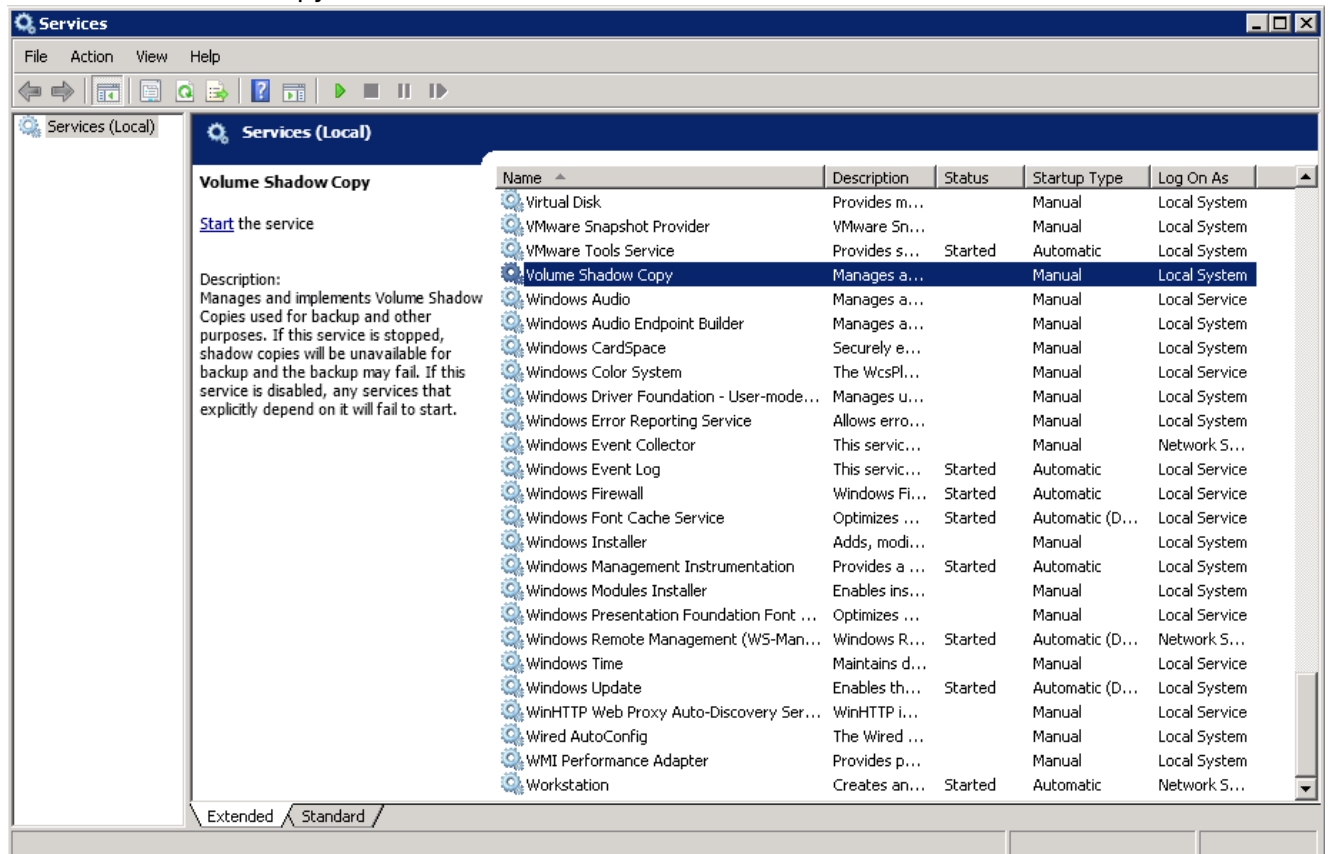 Services
File Action View Help
Services (Local)
Services (Local)
Volume Shadow Copy
Start the service
Description:
Manages and implements Volume Shadow
Copies used for backup and other
purposes. If this service is stopped,
shadow copies will be unavailable for
backup and the backup may fail. If this
service is disabled, any services that
explicitly depend on it will fail to start.
Name Description Status Startup Type Log On As
Virtual Disk Provides m... Manual Local System
VMware Snapshot Provider VMware Sn... Manual Local System
VMware Tools Service Provides s... Started Automatic Local System
Volume Shadow Copy Manages a... Manual Local System
Windows Audio Manages a... Manual Local Service
Windows Audio Endpoint Builder Manages a... Manual Local System
Windows CardSpace Securely e... Manual Local System
Windows Color System The WcsPl... Manual Local Service
Windows Driver Foundation - User-mode... Manages u... Manual Local System
Windows Error Reporting Service Allows erro... Manual Local System
Windows Event Collector This servic... Manual Network S...
Windows Event Log This servic... Started Automatic Local Service
Windows Firewall Windows Fi... Started Automatic Local Service
Windows Font Cache Service Optimizes ... Started Automatic (D... Local Service
Windows Installer Adds, modi... Manual Local System
Windows Management Instrumentation Provides a ... Started Automatic Local System
Windows Modules Installer Enables ins... Manual Local System
Windows Presentation Foundation Font ... Optimizes ... Manual Local Service
Windows Remote Management (WS-Man... Windows R... Started Automatic (D... Network S...
Windows Time Maintains d... Manual Local Service
Windows Update Enables th... Started Automatic (D... Local System
WinHTTP Web Proxy Auto-Discovery Ser... WinHTTP i... Manual Local Service
Wired AutoConfig The Wired ... Manual Local System
WMI Performance Adapter Provides p... Manual Local System
Workstation Creates an... Started Automatic Network S...
Extended Standard